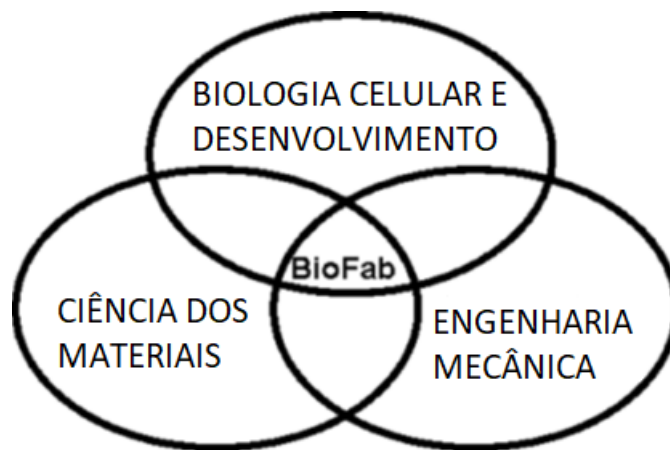 BIOLOGIA CELULAR E
DESENVOLVIMENTO
BioFab
CIÊNCIA DOS
MATERIAIS
ENGENHARIA
MECÂNICA